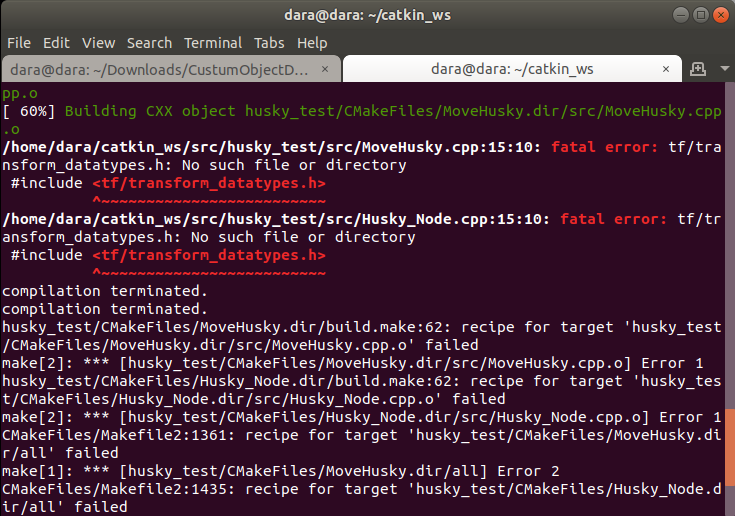 dara@dara: ~/catkin_ws
File Edit View Search Terminal Tabs Help
dara@dara: ~/Downloads/CustumObjectD... × dara@dara: ~/catkin_ws ×
pp.o
[ 60%] Building CXX object husky_test/CMakeFiles/MoveHusky.dir/src/MoveHusky.cpp
.o
/home/dara/catkin_ws/src/husky_test/src/MoveHusky.cpp:15:10: fatal error: tf/tra
nsform_datatypes.h: No such file or directory
 #include <tf/transform_datatypes.h>
          ^~~~~~~~~~~~~~~~~~~~~~~~~~
/home/dara/catkin_ws/src/husky_test/src/Husky_Node.cpp:15:10: fatal error: tf/tr
ansform_datatypes.h: No such file or directory
 #include <tf/transform_datatypes.h>
          ^~~~~~~~~~~~~~~~~~~~~~~~~~
compilation terminated.
compilation terminated.
husky_test/CMakeFiles/MoveHusky.dir/build.make:62: recipe for target 'husky_test
/CMakeFiles/MoveHusky.dir/src/MoveHusky.cpp.o' failed
make[2]: *** [husky_test/CMakeFiles/MoveHusky.dir/src/MoveHusky.cpp.o] Error 1
husky_test/CMakeFiles/Husky_Node.dir/build.make:62: recipe for target 'husky_tes
t/CMakeFiles/Husky_Node.dir/src/Husky_Node.cpp.o' failed
make[2]: *** [husky_test/CMakeFiles/Husky_Node.dir/src/Husky_Node.cpp.o] Error 1
CMakeFiles/Makefile2:1361: recipe for target 'husky_test/CMakeFiles/MoveHusky.di
r/all' failed
make[1]: *** [husky_test/CMakeFiles/MoveHusky.dir/all] Error 2
CMakeFiles/Makefile2:1435: recipe for target 'husky_test/CMakeFiles/Husky_Node.d
ir/all' failed